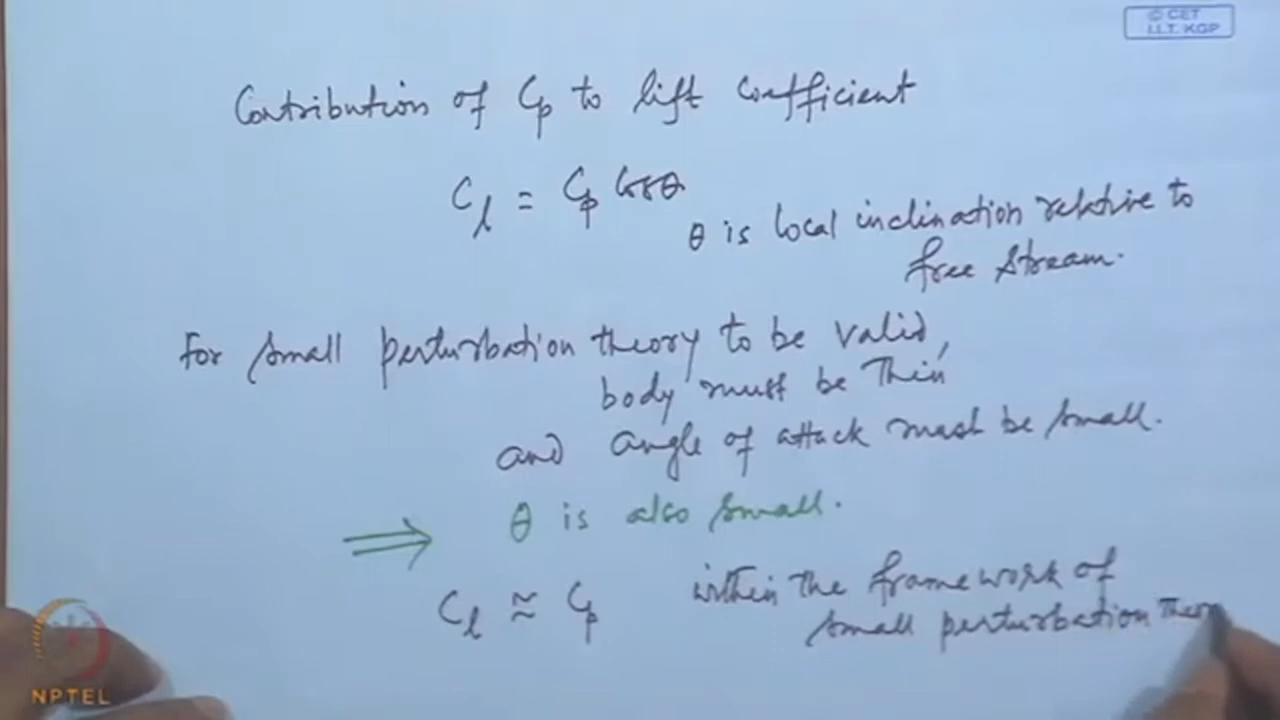 © CET
I.I.T. KGP
Contribution of Cp to lift coefficient
Cl = Cp Cosθ
θ is local inclination relative to
free stream.
For small perturbation theory to be valid,
body must be thin
and angle of attack must be small.
⟹ θ is also small.
Cl ≈ Cp within the framework of
small perturbation Theor
NPTEL